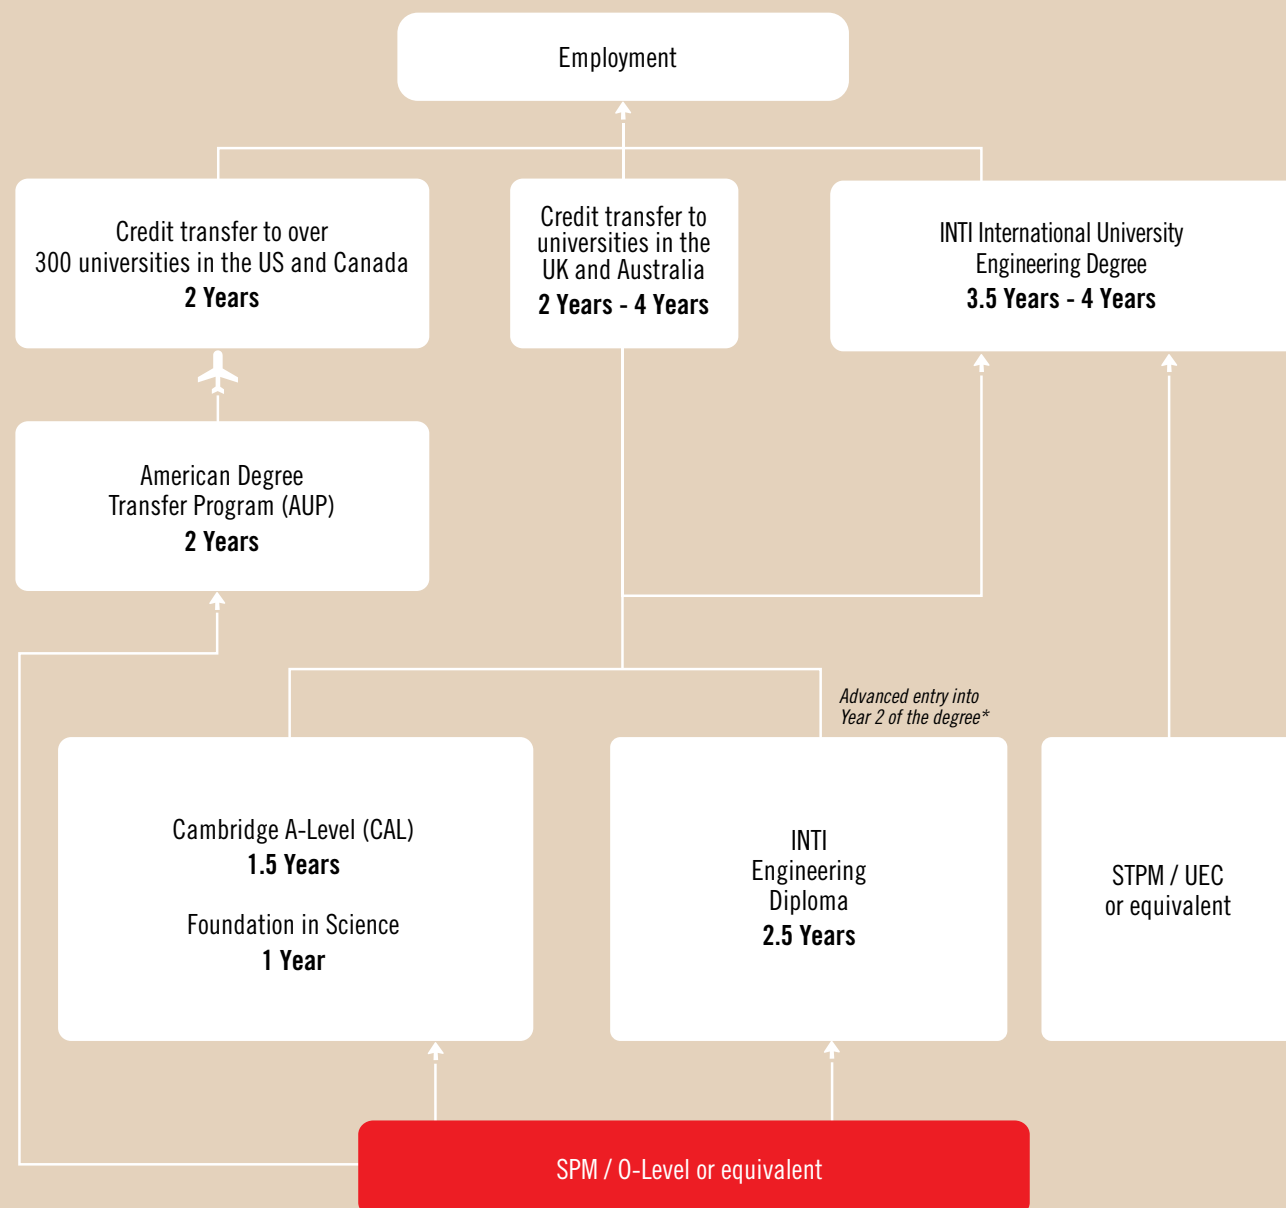 Employment
Credit transfer to over
300 universities in the US and Canada
2 Years
Credit transfer to
universities in the
UK and Australia
2 Years - 4 Years
INTI International University
Engineering Degree
3.5 Years - 4 Years
American Degree
Transfer Program (AUP)
2 Years
Advanced entry into
Year 2 of the degree*
Cambridge A-Level (CAL)
1.5 Years
Foundation in Science
1 Year
INTI
Engineering
Diploma
2.5 Years
STPM / UEC
or equivalent
SPM / O-Level or equivalent